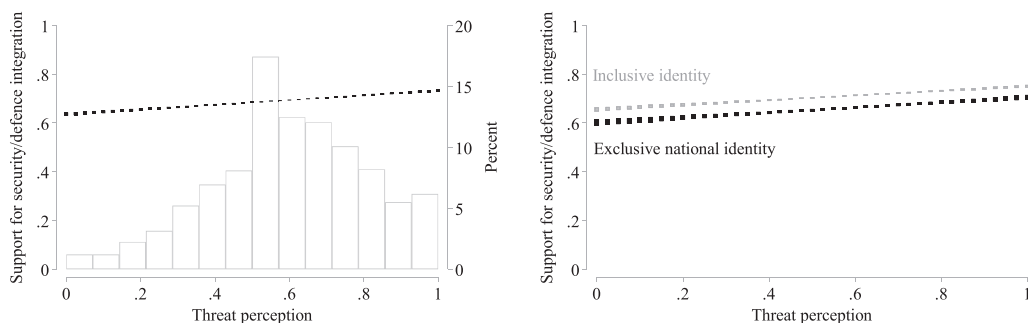 Support for security/defence integration
1
.8
.6
.4
.2
0
20
15
10
5
0
Percent
0 .2 .4 .6 .8 1
Threat perception
Support for security/defence integration
1
.8
.6
.4
.2
0
Inclusive identity
Exclusive national identity
0 .2 .4 .6 .8 1
Threat perception